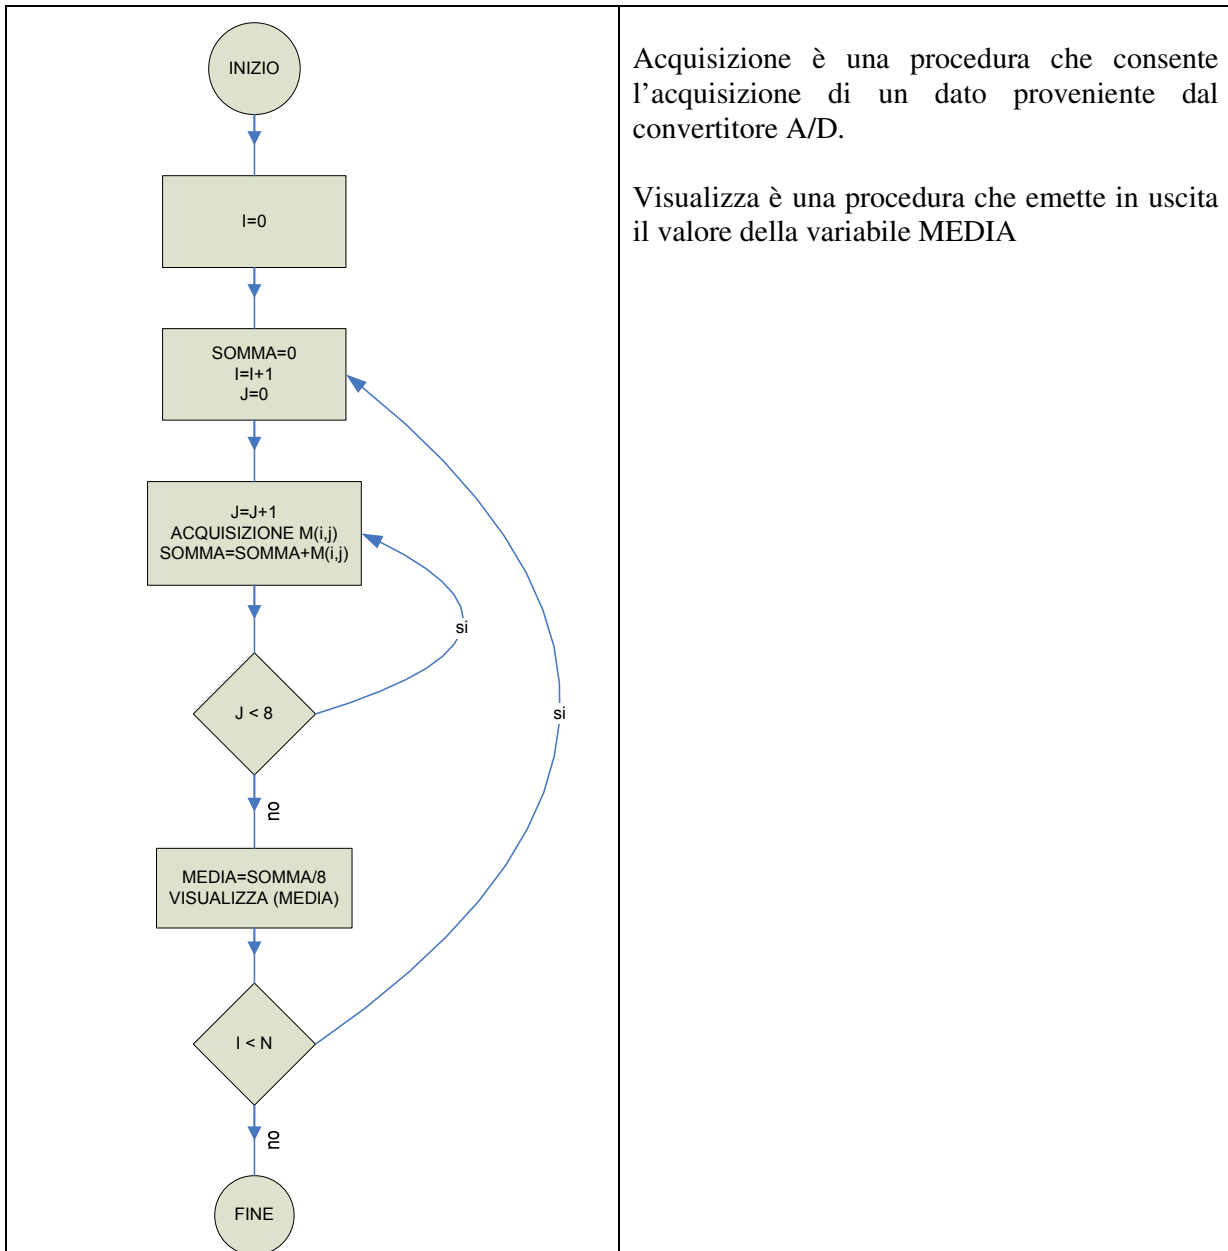 INIZIO
I=0
SOMMA=0
I=I+1
J=0
J=J+1
ACQUISIZIONE M(i,j)
SOMMA=SOMMA+M(i,j)
si
J < 8
si
no
MEDIA=SOMMA/8
VISUALIZZA (MEDIA)
I < N
no
FINE
Acquisizione è una procedura che consente
l’acquisizione di un dato proveniente dal
convertitore A/D.
Visualizza è una procedura che emette in uscita
il valore della variabile MEDIA